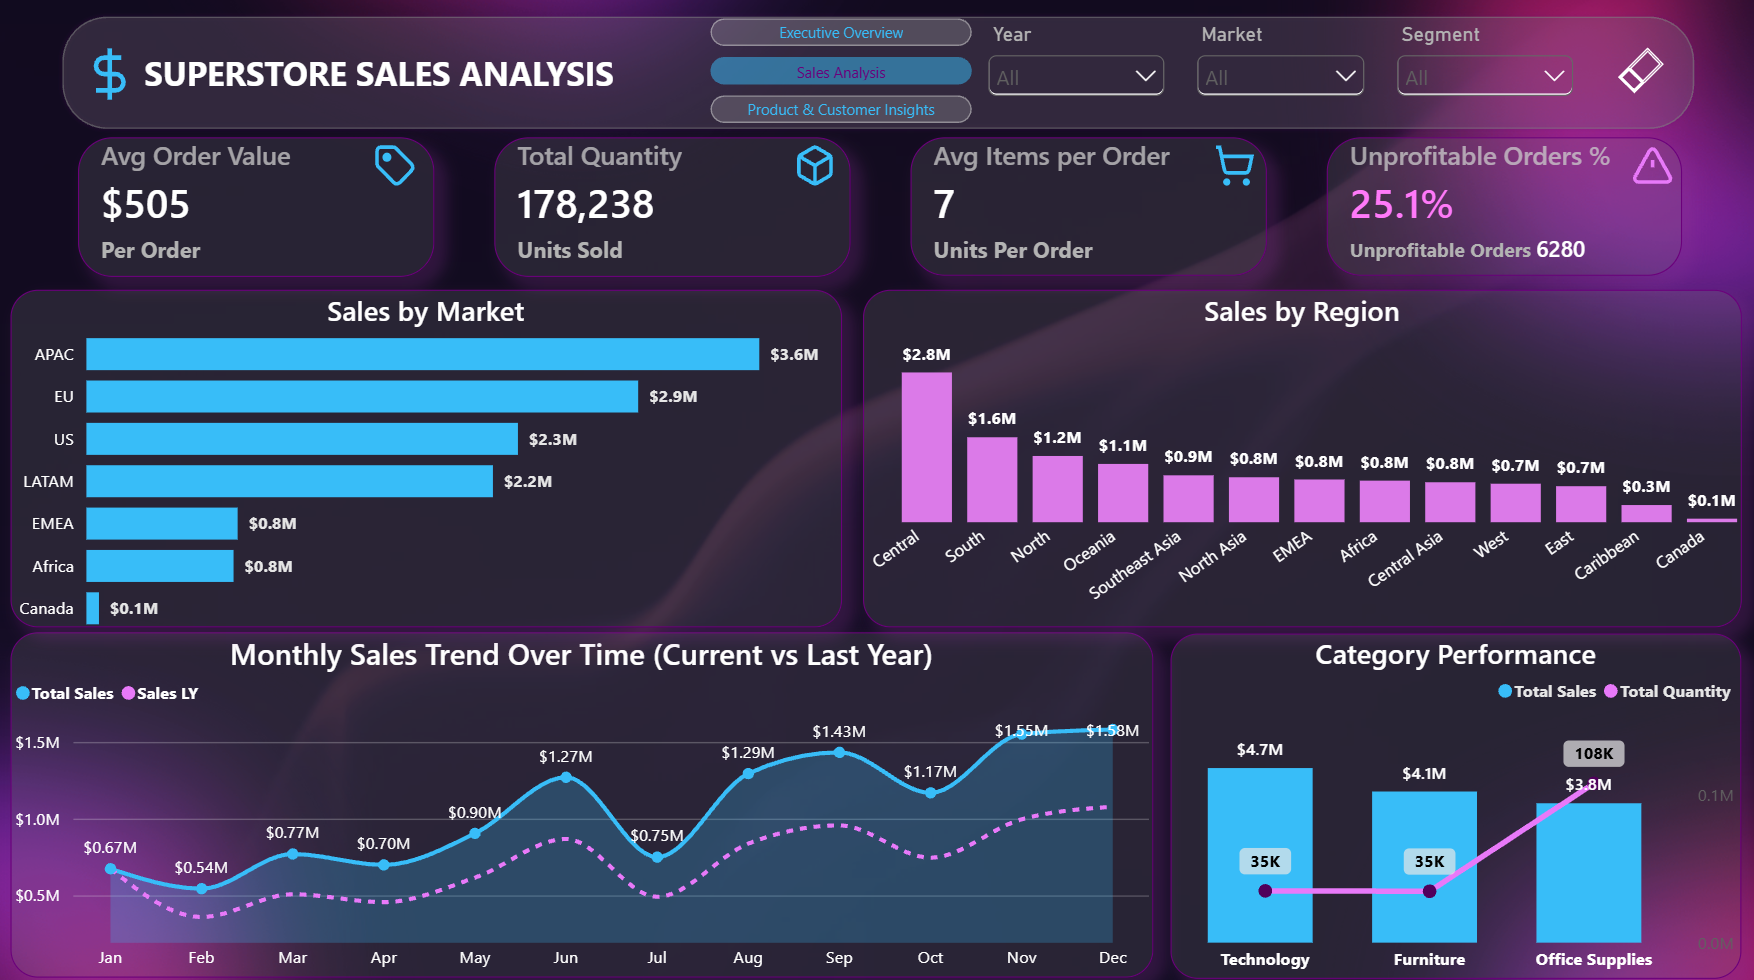 SUPERSTORE SALES ANALYSIS
Executive Overview
Sales Analysis
Product & Customer Insights
Year
All
Market
All
Segment
All
Avg Order Value
$505
Per Order
Total Quantity
178,238
Units Sold
Avg Items per Order
7
Units Per Order
Unprofitable Orders %
25.1%
Unprofitable Orders 6280
Sales by Market
APAC $3.6M
EU $2.9M
US $2.3M
LATAM $2.2M
EMEA $0.8M
Africa $0.8M
Canada $0.1M
Sales by Region
$2.8M $1.6M $1.2M $1.1M $0.9M $0.8M $0.8M $0.8M $0.8M $0.7M $0.7M $0.3M $0.1M
Central South North Oceania Southeast Asia North Asia EMEA Africa Central Asia West East Caribbean Canada
Monthly Sales Trend Over Time (Current vs Last Year)
Total Sales Sales LY
$1.5M
$1.0M
$0.5M
$0.67M $0.54M $0.77M $0.70M $0.90M $1.27M $0.75M $1.29M $1.43M $1.17M $1.55M $1.58M
Jan Feb Mar Apr May Jun Jul Aug Sep Oct Nov Dec
Category Performance
Total Sales Total Quantity
$4.7M $4.1M $3.8M
35K 35K 108K
0.1M
0.0M
Technology Furniture Office Supplies